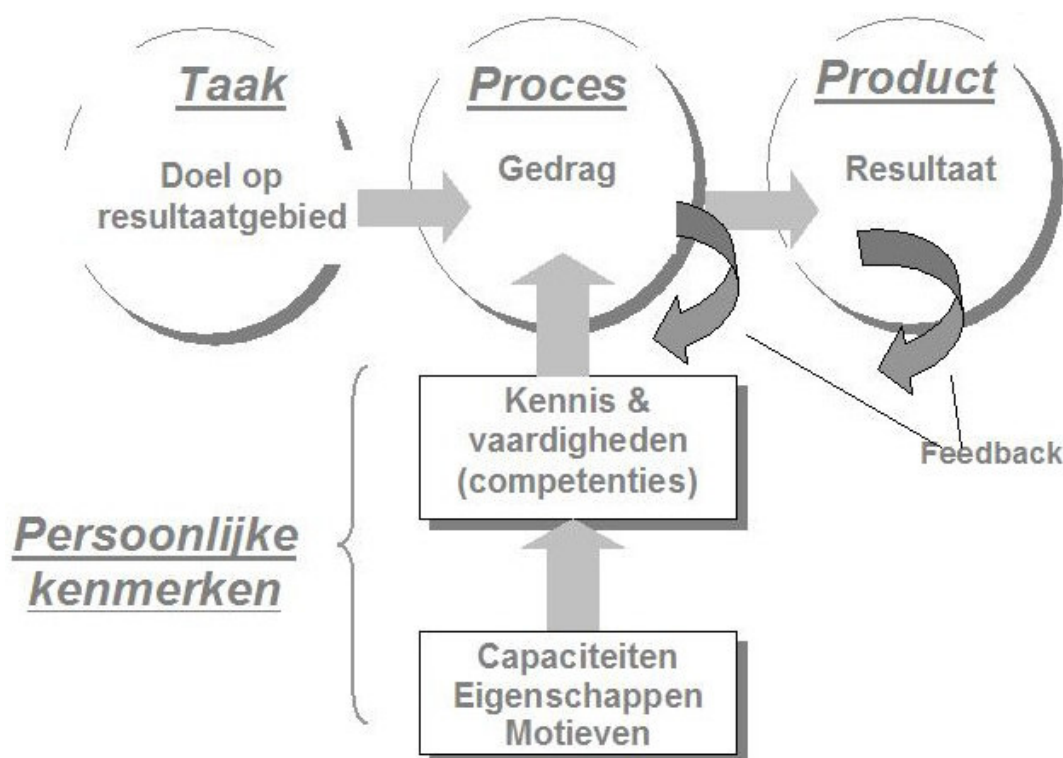 Taak
Doel op
resultaatgebied
Proces
Gedrag
Product
Resultaat
Feedback
Kennis &
vaardigheden
(competenties)
Persoonlijke
kenmerken
Capaciteiten
Eigenschappen
Motieven